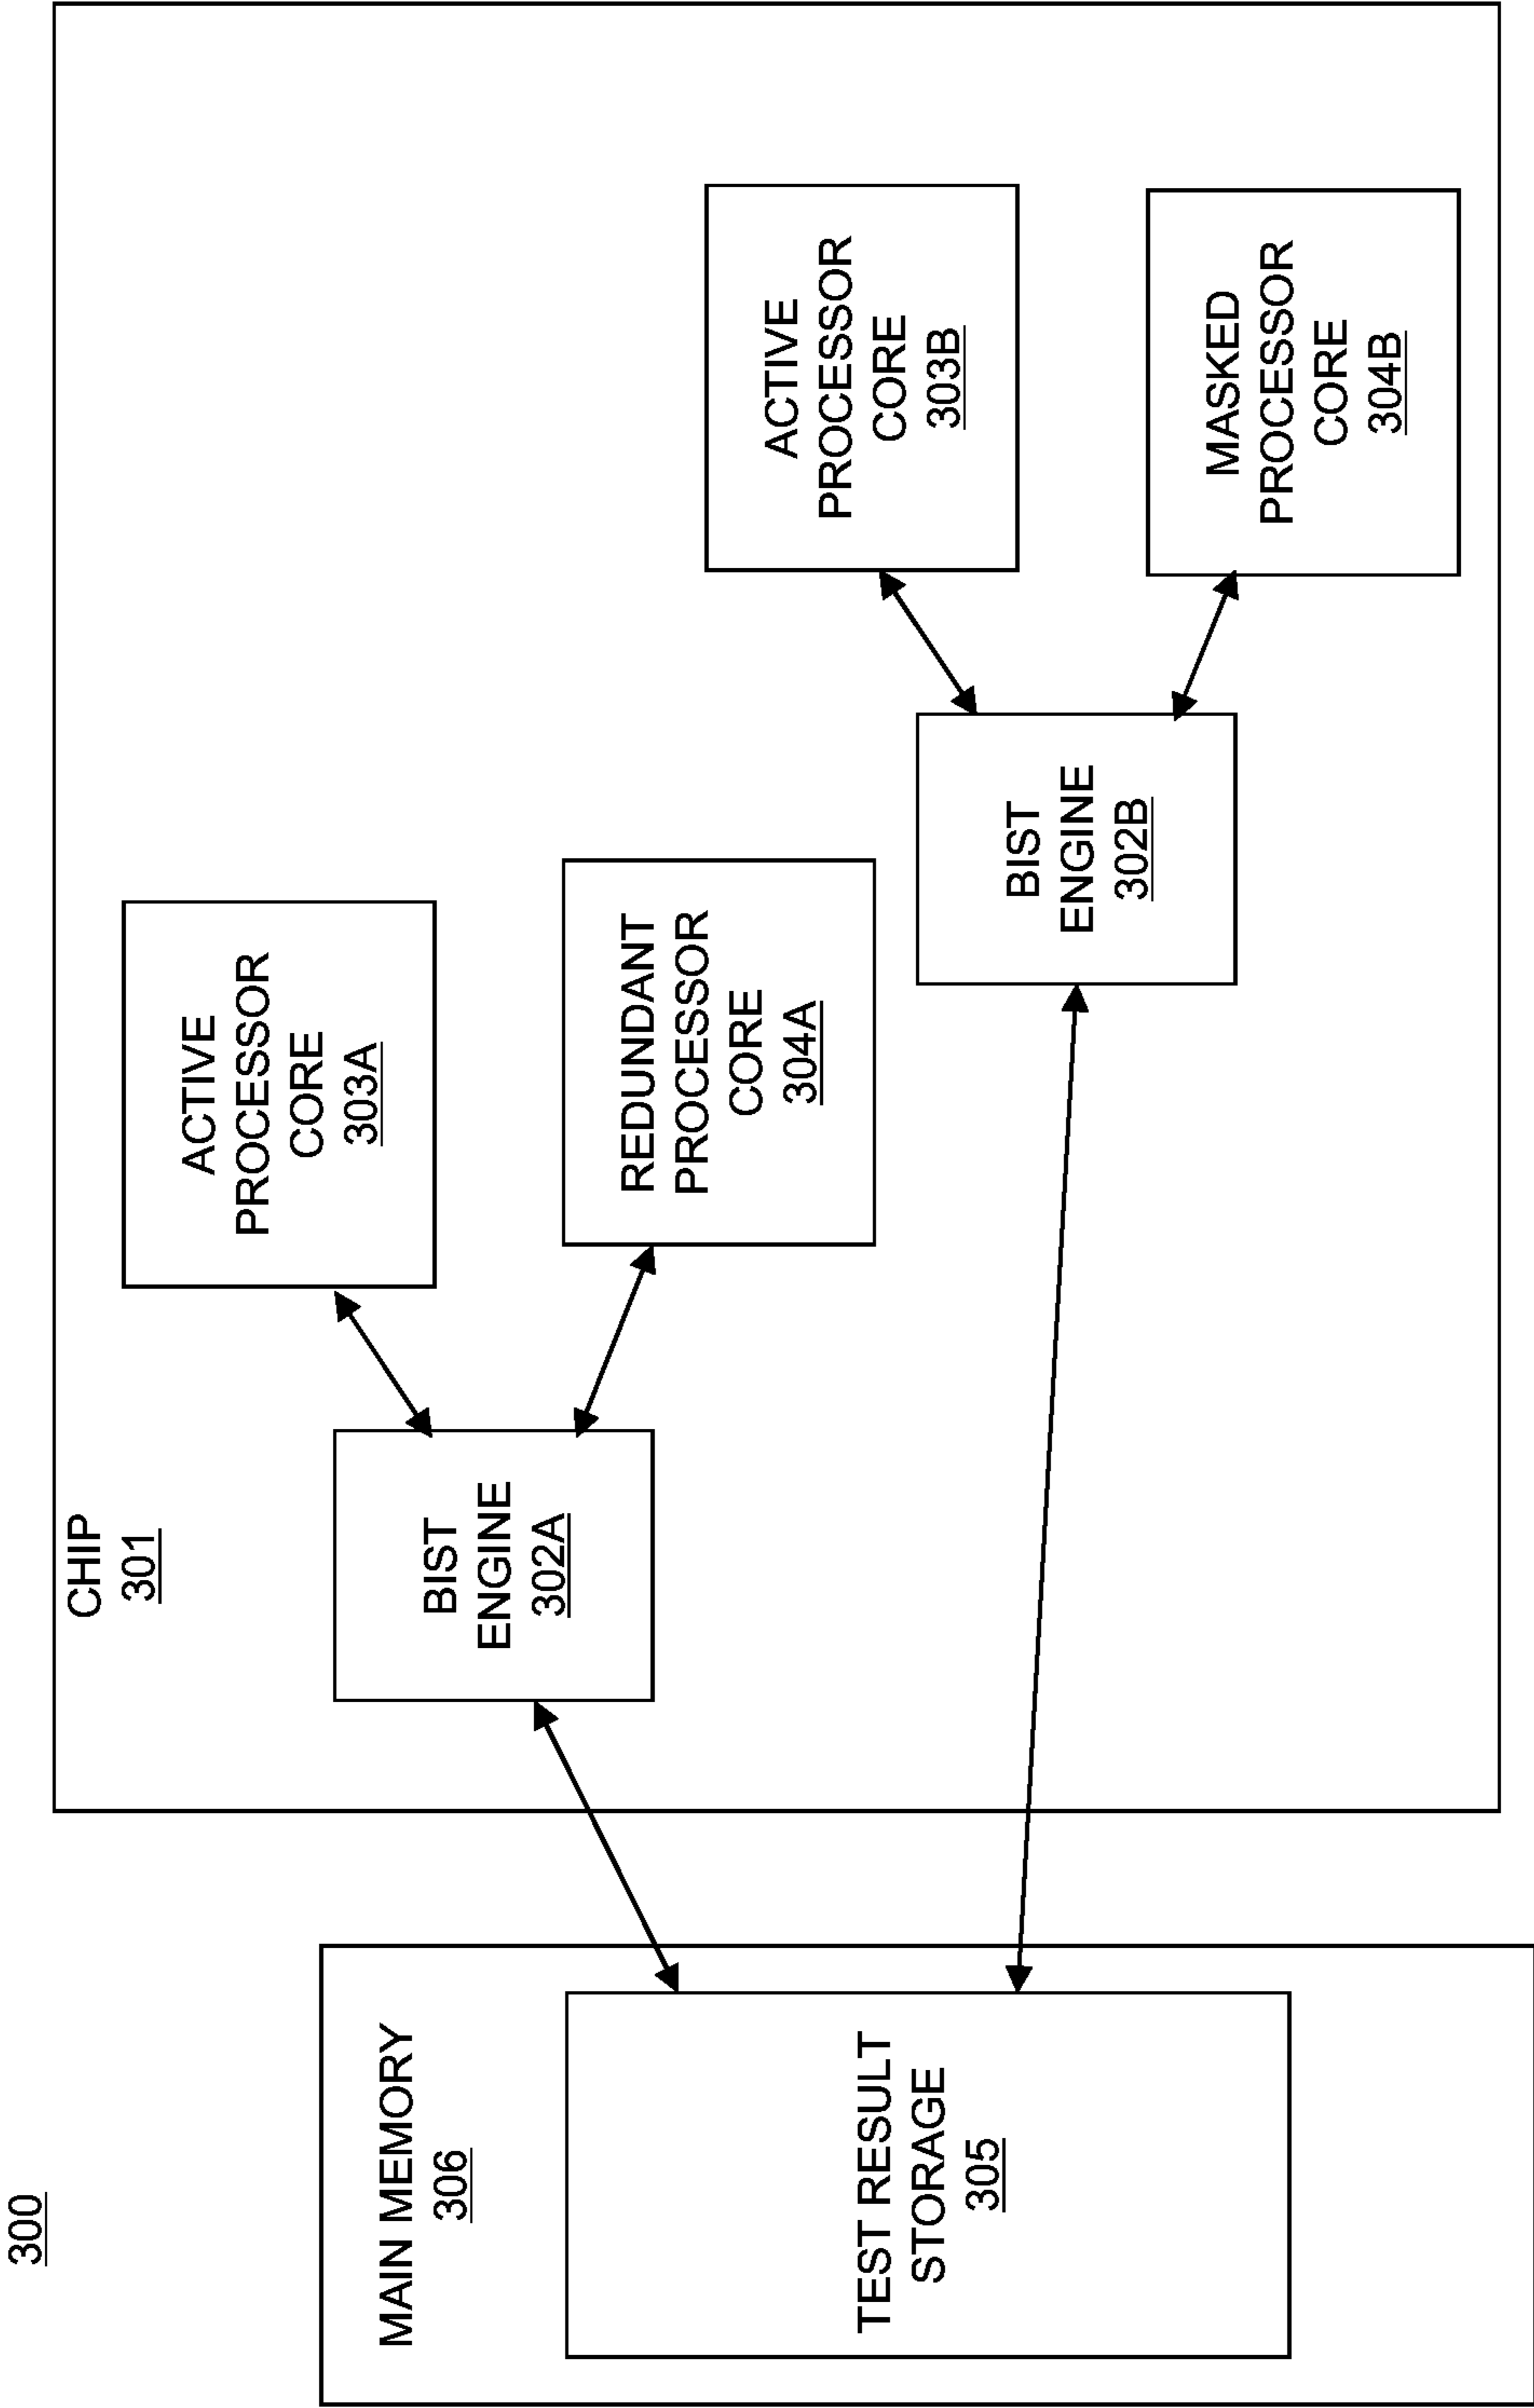 300
MAIN MEMORY
306
TEST RESULT
STORAGE
305
CHIP
301
BIST
ENGINE
302A
ACTIVE
PROCESSOR
CORE
303A
REDUNDANT
PROCESSOR
CORE
304A
BIST
ENGINE
302B
ACTIVE
PROCESSOR
CORE
303B
MASKED
PROCESSOR
CORE
304B